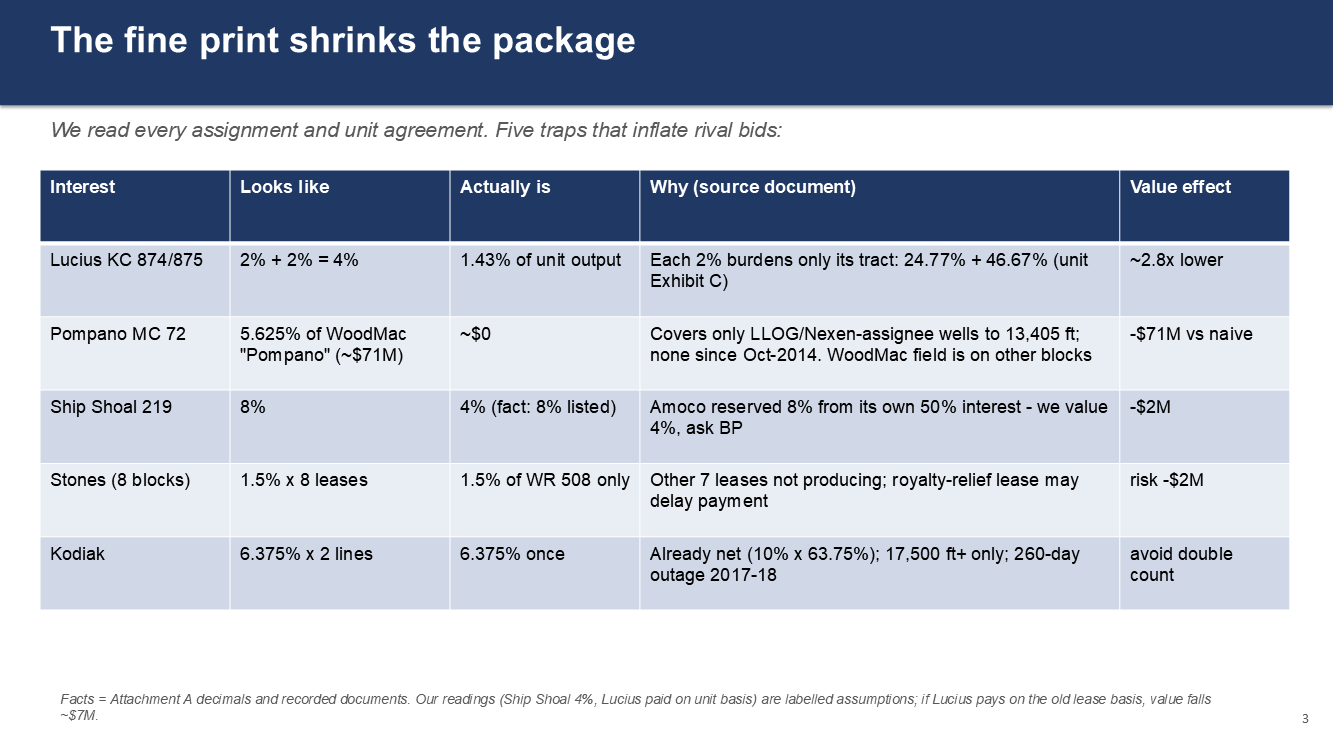 The fine print shrinks the package
We read every assignment and unit agreement. Five traps that inflate rival bids:
Interest
Looks like
Actually is
Why (source document)
Value effect
Lucius KC 874/875
2% + 2% = 4%
1.43% of unit output
Each 2% burdens only its tract: 24.77% + 46.67% (unit
Exhibit C)
~2.8x lower
Pompano MC 72
5.625% of WoodMac
"Pompano" (~$71M)
~$0
Covers only LLOG/Nexen-assignee wells to 13,405 ft;
none since Oct-2014. WoodMac field is on other blocks
-$71M vs naive
Ship Shoal 219
8%
4% (fact: 8% listed)
Amoco reserved 8% from its own 50% interest - we value
4%, ask BP
-$2M
Stones (8 blocks)
1.5% x 8 leases
1.5% of WR 508 only
Other 7 leases not producing; royalty-relief lease may
delay payment
risk -$2M
Kodiak
6.375% x 2 lines
6.375% once
Already net (10% x 63.75%); 17,500 ft+ only; 260-day
outage 2017-18
avoid double
count
Facts = Attachment A decimals and recorded documents. Our readings (Ship Shoal 4%, Lucius paid on unit basis) are labelled assumptions; if Lucius pays on the old lease basis, value falls
~$7M.
3